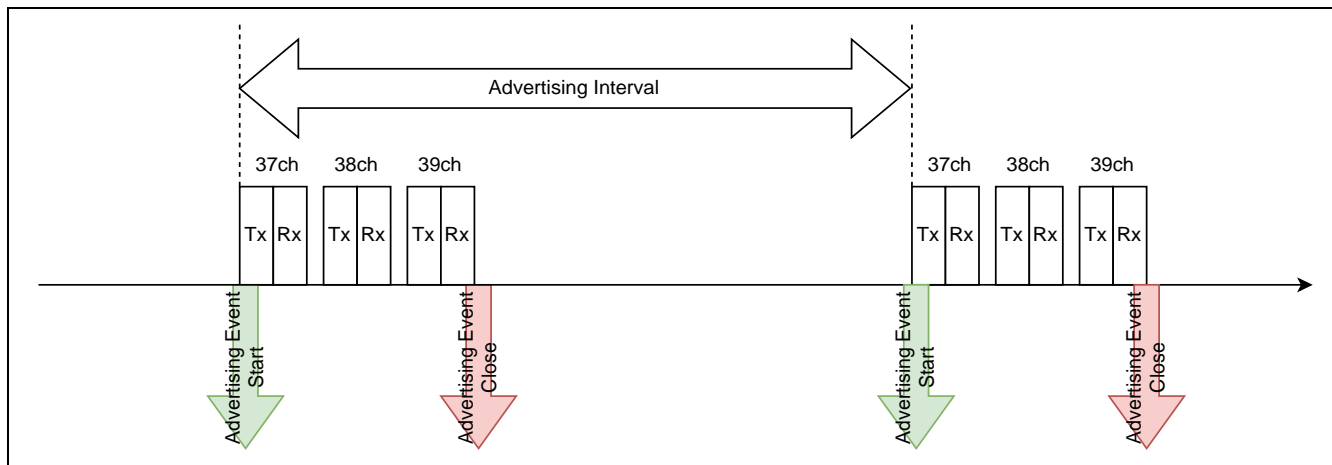 Advertising Interval
37ch 38ch 39ch 37ch 38ch 39ch
Tx Rx Tx Rx Tx Rx Tx Rx Tx Rx Tx Rx
Advertising Event
Start
Advertising Event
Close
Advertising Event
Start
Advertising Event
Close